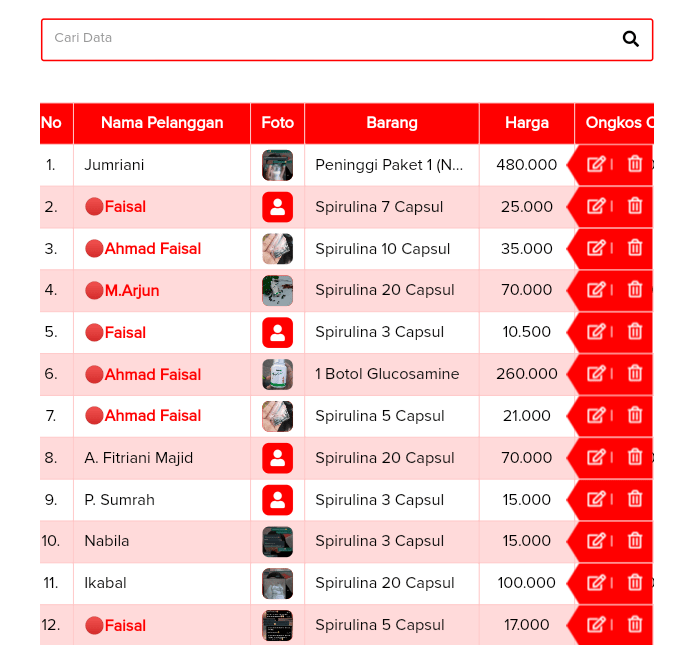 Cari Data
No Nama Pelanggan Foto Barang Harga Ongkos
1. Jumriani Peninggi Paket 1 (N... 480.000
2. Faisal Spirulina 7 Capsul 25.000
3. Ahmad Faisal Spirulina 10 Capsul 35.000
4. M.Arjun Spirulina 20 Capsul 70.000
5. Faisal Spirulina 3 Capsul 10.500
6. Ahmad Faisal 1 Botol Glucosamine 260.000
7. Ahmad Faisal Spirulina 5 Capsul 21.000
8. A. Fitriani Majid Spirulina 20 Capsul 70.000
9. P. Sumrah Spirulina 3 Capsul 15.000
10. Nabila Spirulina 3 Capsul 15.000
11. Ikabal Spirulina 20 Capsul 100.000
12. Faisal Spirulina 5 Capsul 17.000